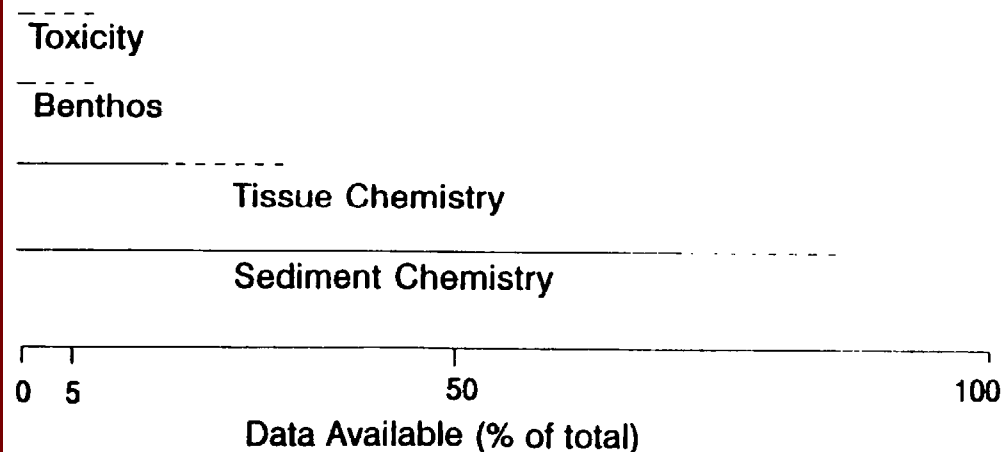 Toxicity
Benthos
Tissue Chemistry
Sediment Chemistry
0 5 50 100
Data Available (% of total)